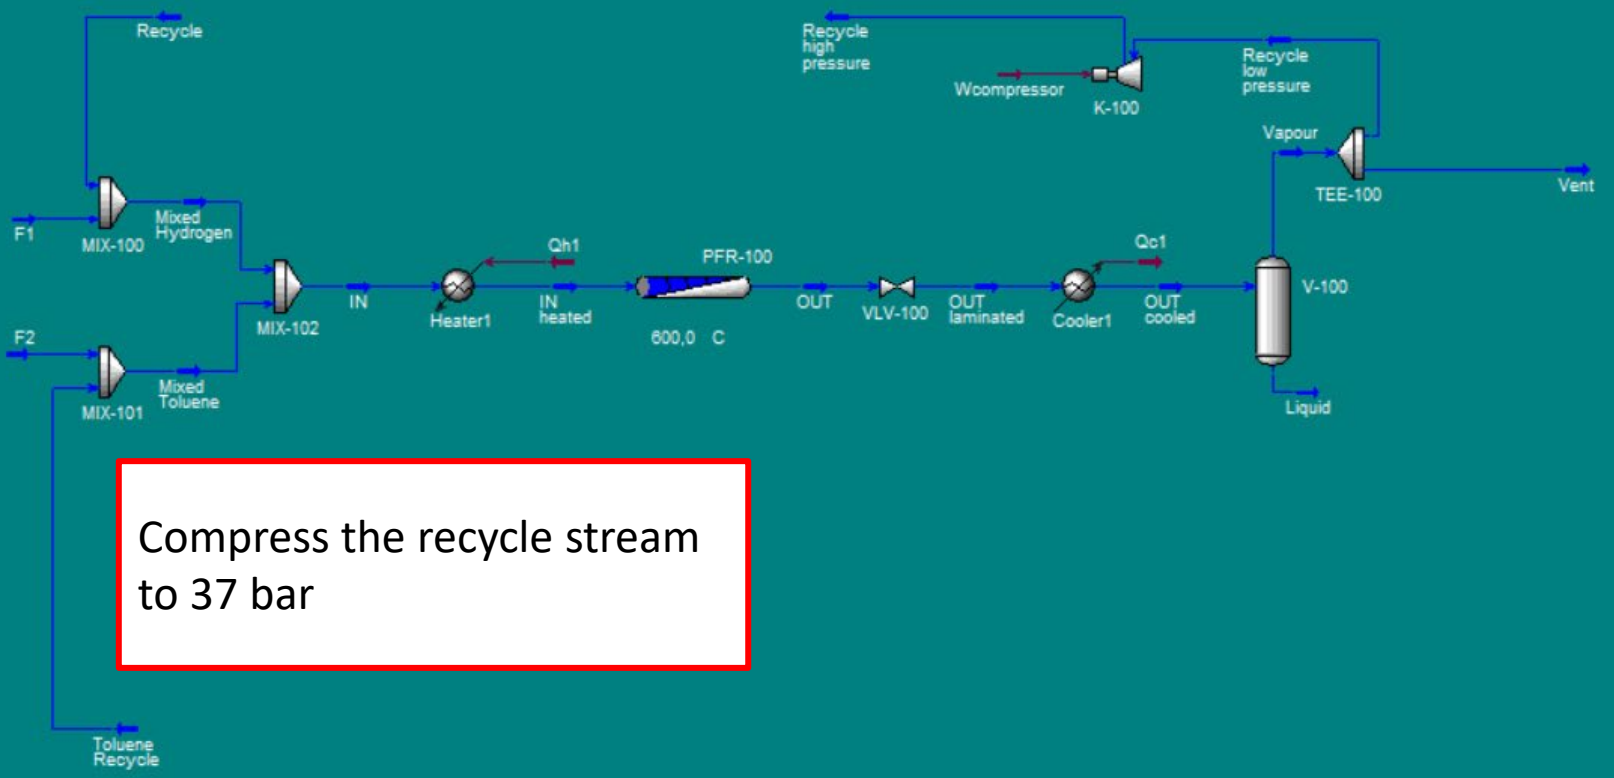 Recycle
Recycle
high
pressure
Recycle
low
pressure
Wcompressor
K-100
Vapour
TEE-100
Vent
F1
MIX-100
Mixed
Hydrogen
Qh1
PFR-100
Qc1
IN
Heater1
IN
heated
600,0 C
OUT
VLV-100
OUT
laminated
Cooler1
OUT
cooled
V-100
MIX-102
F2
MIX-101
Mixed
Toluene
Liquid
Compress the recycle stream
to 37 bar
Toluene
Recycle